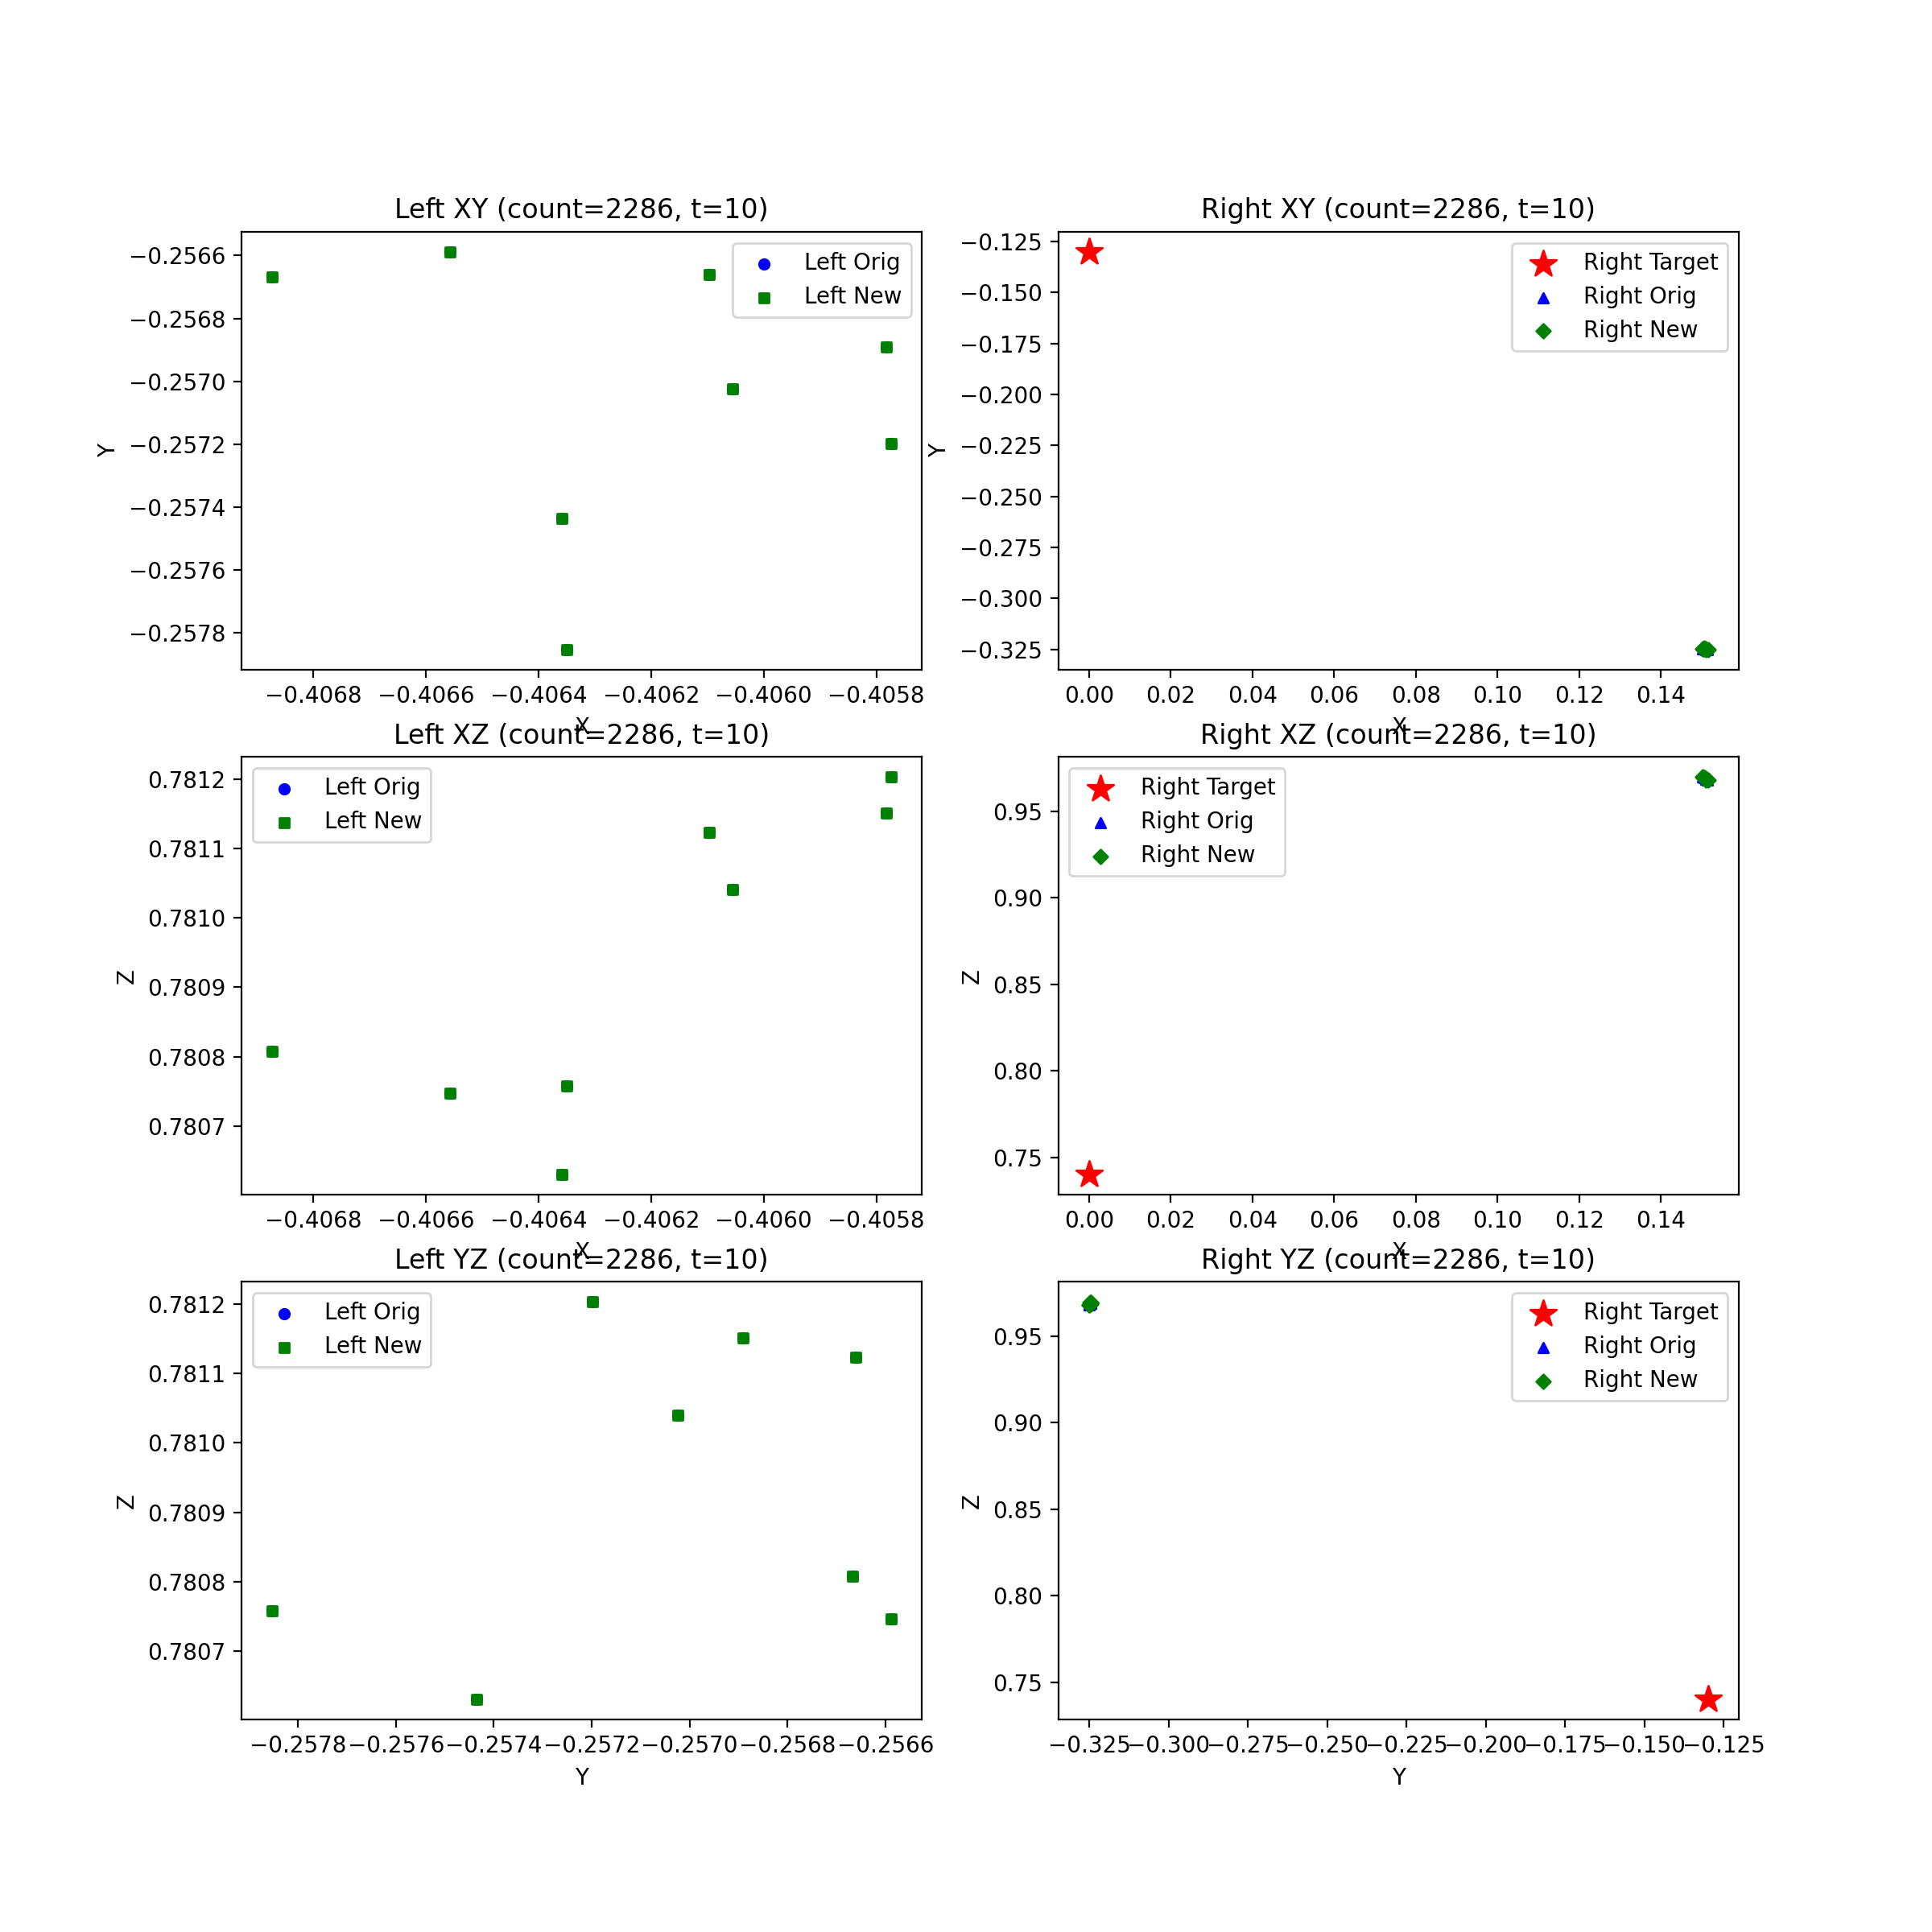 Left XY (count=2286, t=10)
Left Orig
Left New
−0.2566
−0.2568
−0.2570
−0.2572
−0.2574
−0.2576
−0.2578
Y
−0.4068 −0.4066 −0.4064 −0.4062 −0.4060 −0.4058
X
Right XY (count=2286, t=10)
Right Target
Right Orig
Right New
−0.125
−0.150
−0.175
−0.200
−0.225
−0.250
−0.275
−0.300
−0.325
Y
0.00 0.02 0.04 0.06 0.08 0.10 0.12 0.14
X
Left XZ (count=2286, t=10)
Left Orig
Left New
0.7812
0.7811
0.7810
0.7809
0.7808
0.7807
Z
−0.4068 −0.4066 −0.4064 −0.4062 −0.4060 −0.4058
X
Right XZ (count=2286, t=10)
Right Target
Right Orig
Right New
0.95
0.90
0.85
0.80
0.75
Z
0.00 0.02 0.04 0.06 0.08 0.10 0.12 0.14
X
Left YZ (count=2286, t=10)
Left Orig
Left New
0.7812
0.7811
0.7810
0.7809
0.7808
0.7807
Z
−0.2578 −0.2576 −0.2574 −0.2572 −0.2570 −0.2568 −0.2566
Y
Right YZ (count=2286, t=10)
Right Target
Right Orig
Right New
0.95
0.90
0.85
0.80
0.75
Z
−0.325 −0.300 −0.275 −0.250 −0.225 −0.200 −0.175 −0.150 −0.125
Y